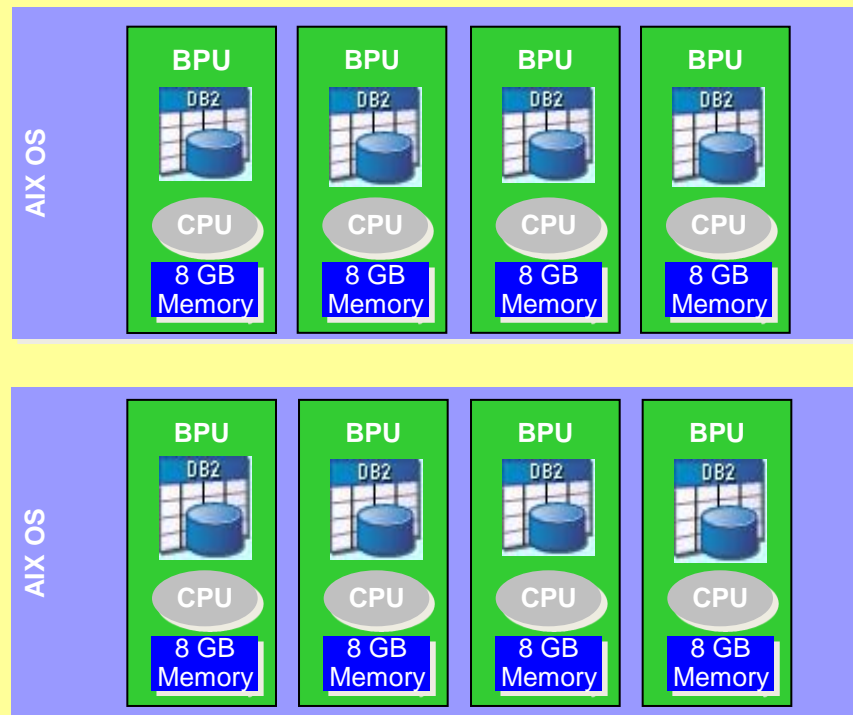 AIX OS
BPU BPU BPU BPU
DB2 DB2 DB2 DB2
CPU CPU CPU CPU
8 GB 8 GB 8 GB 8 GB
Memory Memory Memory Memory
AIX OS
BPU BPU BPU BPU
DB2 DB2 DB2 DB2
CPU CPU CPU CPU
8 GB 8 GB 8 GB 8 GB
Memory Memory Memory Memory